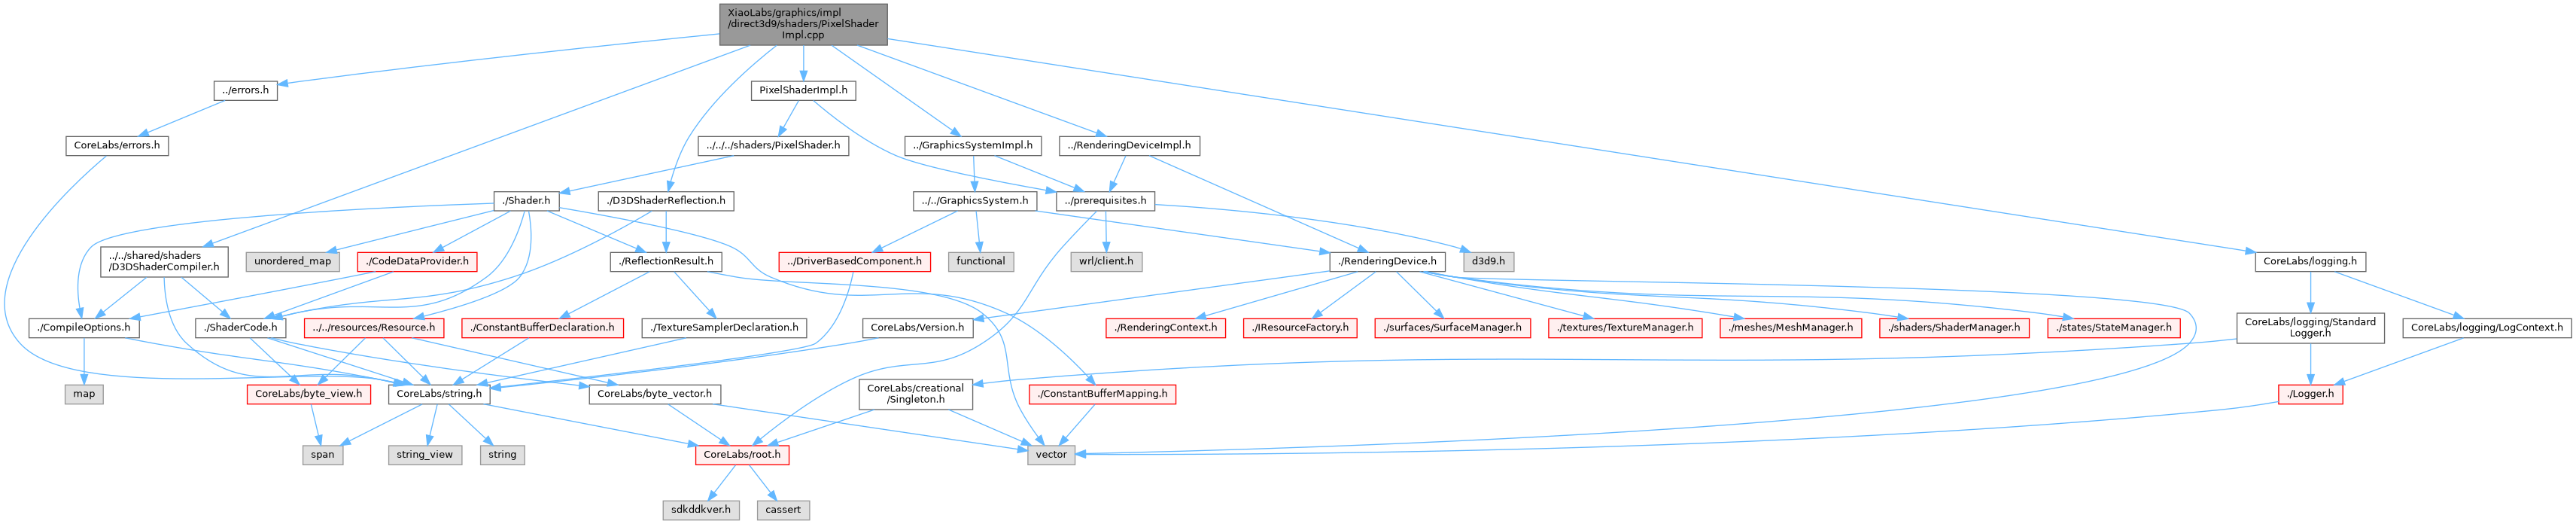 XiaoLabs/graphics/impl
/direct3d9/shaders/PixelShader
Impl.cpp
../errors.h
PixelShaderImpl.h
CoreLabs/errors.h
../../../shaders/PixelShader.h
../GraphicsSystemImpl.h
../RenderingDeviceImpl.h
./Shader.h
./D3DShaderReflection.h
../../GraphicsSystem.h
../prerequisites.h
../../shared/shaders
/D3DShaderCompiler.h
unordered_map
./CodeDataProvider.h
./ReflectionResult.h
../DriverBasedComponent.h
functional
wrl/client.h
./RenderingDevice.h
d3d9.h
CoreLabs/logging.h
./CompileOptions.h
./ShaderCode.h
../../resources/Resource.h
./ConstantBufferDeclaration.h
./TextureSamplerDeclaration.h
CoreLabs/Version.h
./RenderingContext.h
./IResourceFactory.h
./surfaces/SurfaceManager.h
./textures/TextureManager.h
./meshes/MeshManager.h
./shaders/ShaderManager.h
./states/StateManager.h
CoreLabs/logging/Standard
Logger.h
CoreLabs/logging/LogContext.h
map
CoreLabs/byte_view.h
CoreLabs/string.h
CoreLabs/byte_vector.h
CoreLabs/creational
/Singleton.h
./ConstantBufferMapping.h
./Logger.h
span
string_view
string
CoreLabs/root.h
vector
sdkddkver.h
cassert